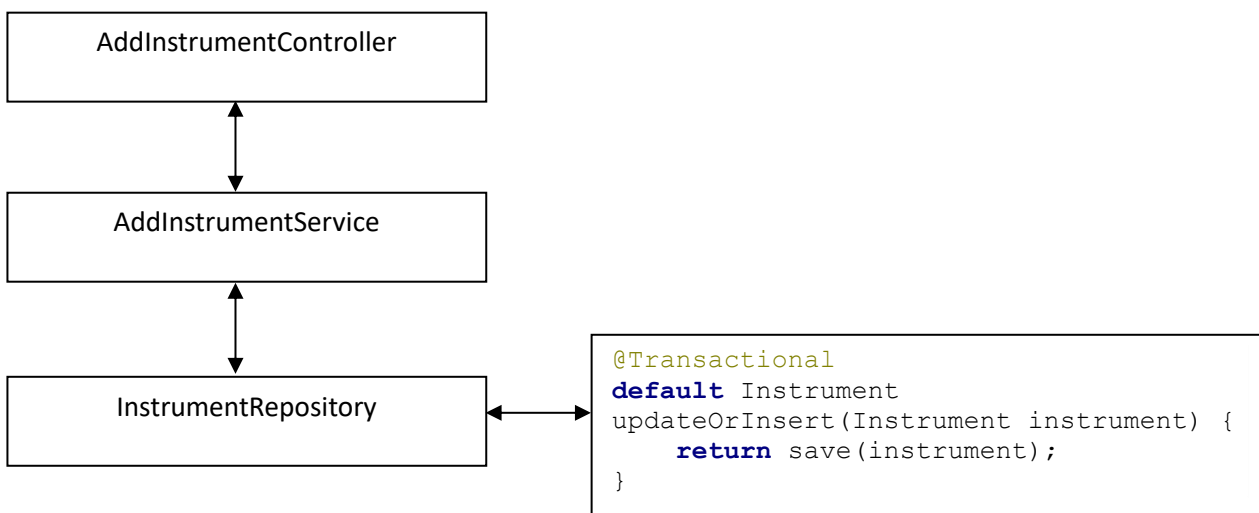 AddInstrumentController
AddInstrumentService
InstrumentRepository
@Transactional
default Instrument
updateOrInsert(Instrument instrument) {
    return save(instrument);
}